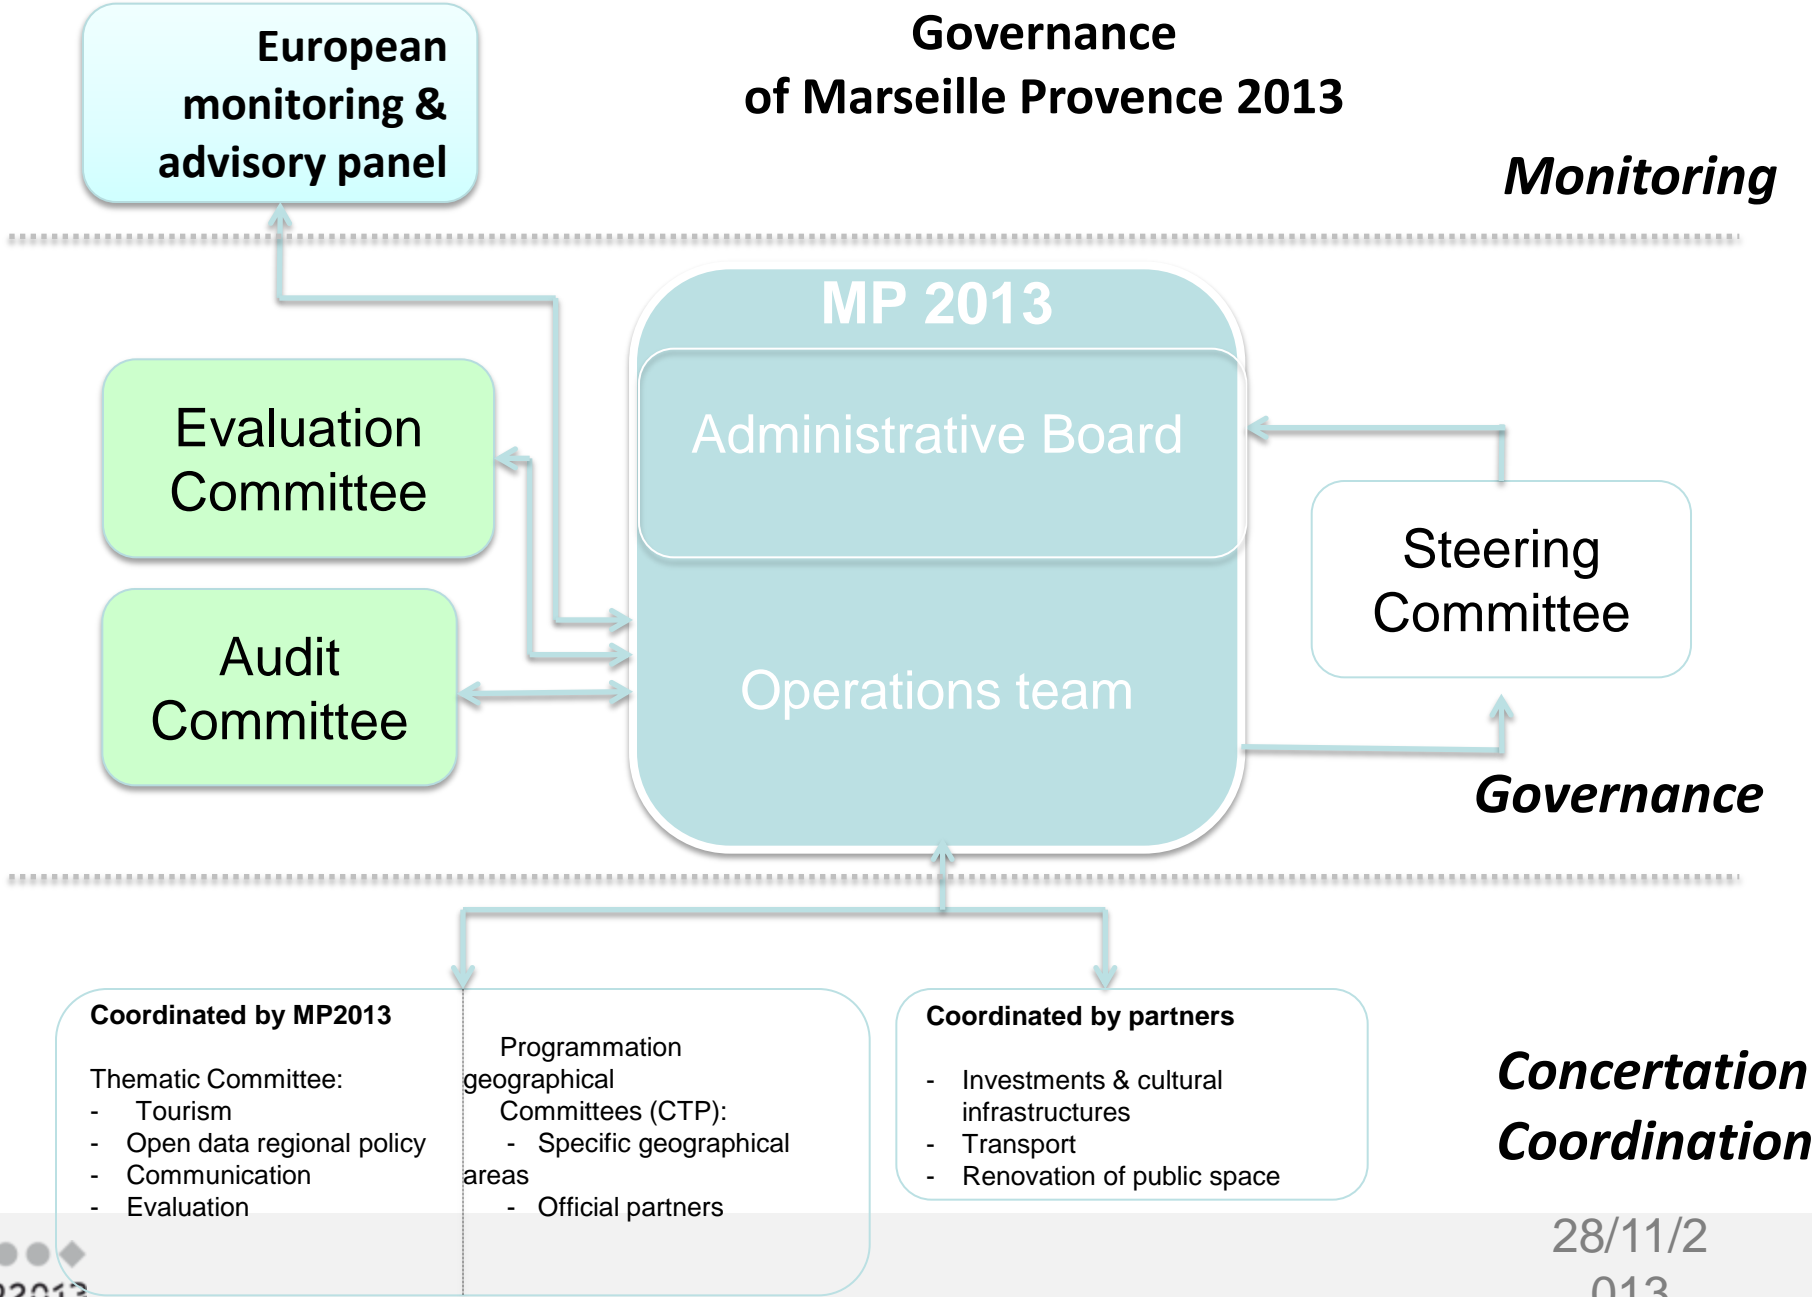 Governance
of Marseille Provence 2013
European
monitoring &
advisory panel
Monitoring
MP 2013
Administrative Board
Operations team
Evaluation
Committee
Audit
Committee
Steering
Committee
Governance
Coordinated by MP2013
Thematic Committee:
- Tourism
- Open data regional policy
- Communication
- Evaluation
Programmation
geographical
Committees (CTP):
- Specific geographical
areas
- Official partners
Coordinated by partners
- Investments & cultural
infrastructures
- Transport
- Renovation of public space
Concertation
Coordination
28/11/2
013